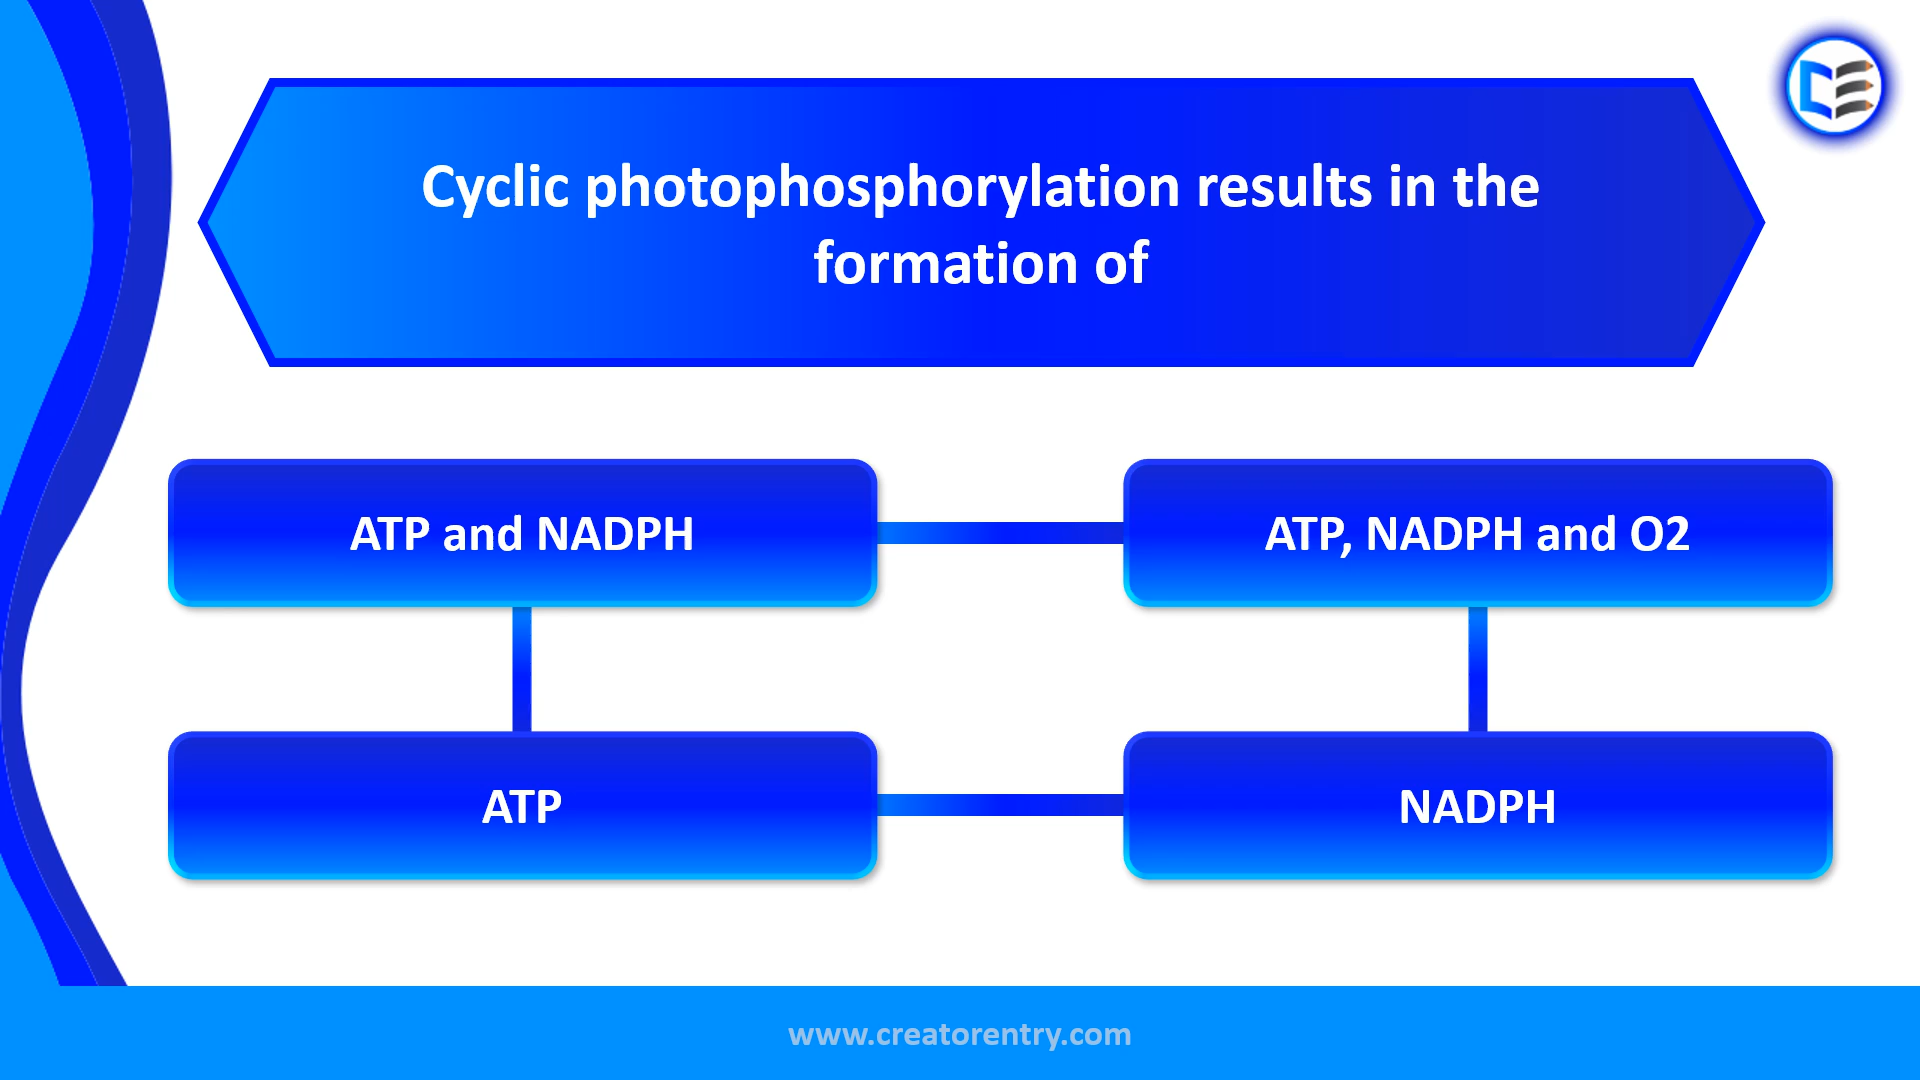 Cyclic photophosphorylation results in the
formation of
ATP and NADPH
ATP, NADPH and O2
ATP
NADPH
www.creatorentry.com